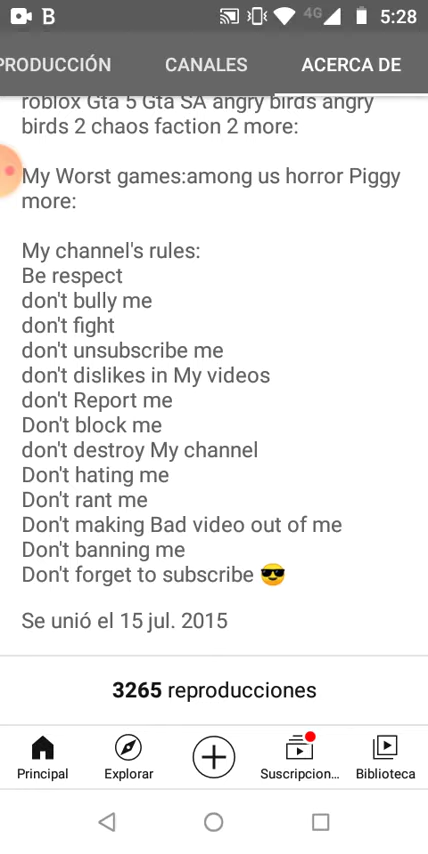 B 4G 5:28
PRODUCCIÓN CANALES ACERCA DE
roblox Gta 5 Gta SA angry birds angry
birds 2 chaos faction 2 more:
My Worst games:among us horror Piggy
more:
My channel's rules:
Be respect
don't bully me
don't fight
don't unsubscribe me
don't dislikes in My videos
don't Report me
Don't block me
don't destroy My channel
Don't hating me
Don't rant me
Don't making Bad video out of me
Don't banning me
Don't forget to subscribe 😎
Se unió el 15 jul. 2015
3265 reproducciones
Principal Explorar Suscripcion... Biblioteca